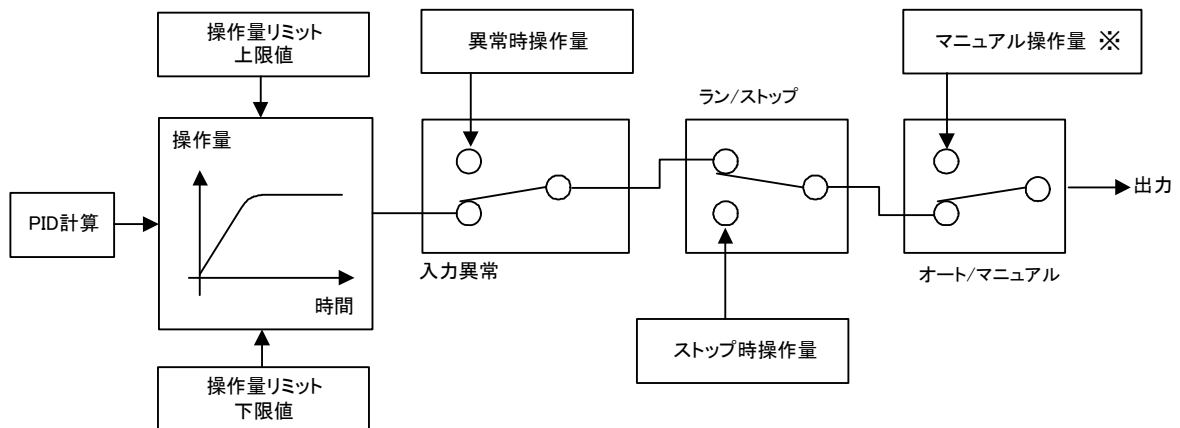 操作量リミット
上限値
異常時操作量
マニュアル操作量 ※
ラン/ストップ
操作量
PID計算
出力
時間
入力異常
オート/マニュアル
ストップ時操作量
操作量リミット
下限値